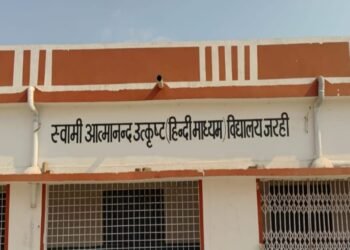 स्वामी आत्मानन्द उत्कृष्ट (हिन्दी माध्यम) विद्यालय जरही